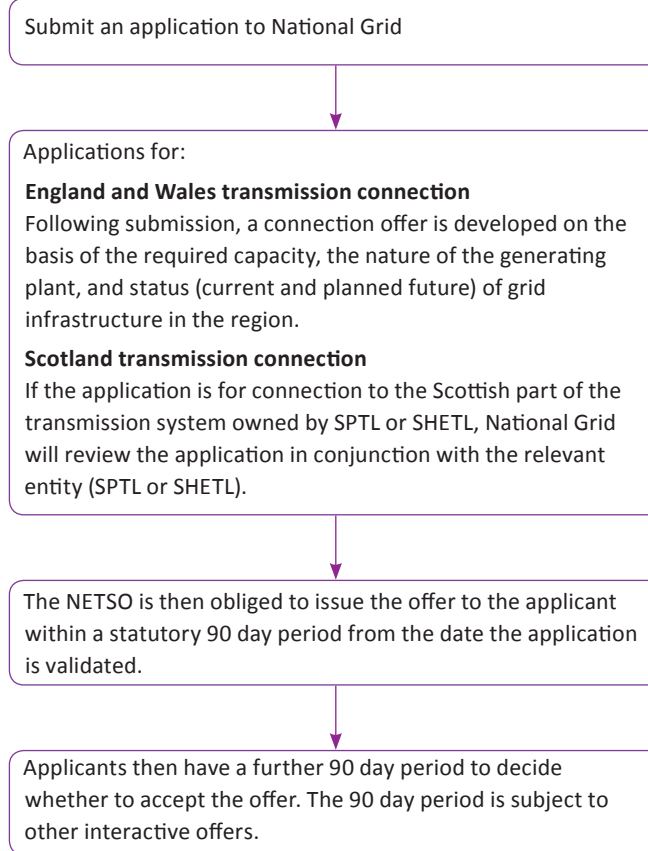 Submit an application to National Grid
Applications for:
England and Wales transmission connection
Following submission, a connection offer is developed on the
basis of the required capacity, the nature of the generating
plant, and status (current and planned future) of grid
infrastructure in the region.
Scotland transmission connection
If the application is for connection to the Scottish part of the
transmission system owned by SPTL or SHETL, National Grid
will review the application in conjunction with the relevant
entity (SPTL or SHETL).
The NETSO is then obliged to issue the offer to the applicant
within a statutory 90 day period from the date the application
is validated.
Applicants then have a further 90 day period to decide
whether to accept the offer. The 90 day period is subject to
other interactive offers.